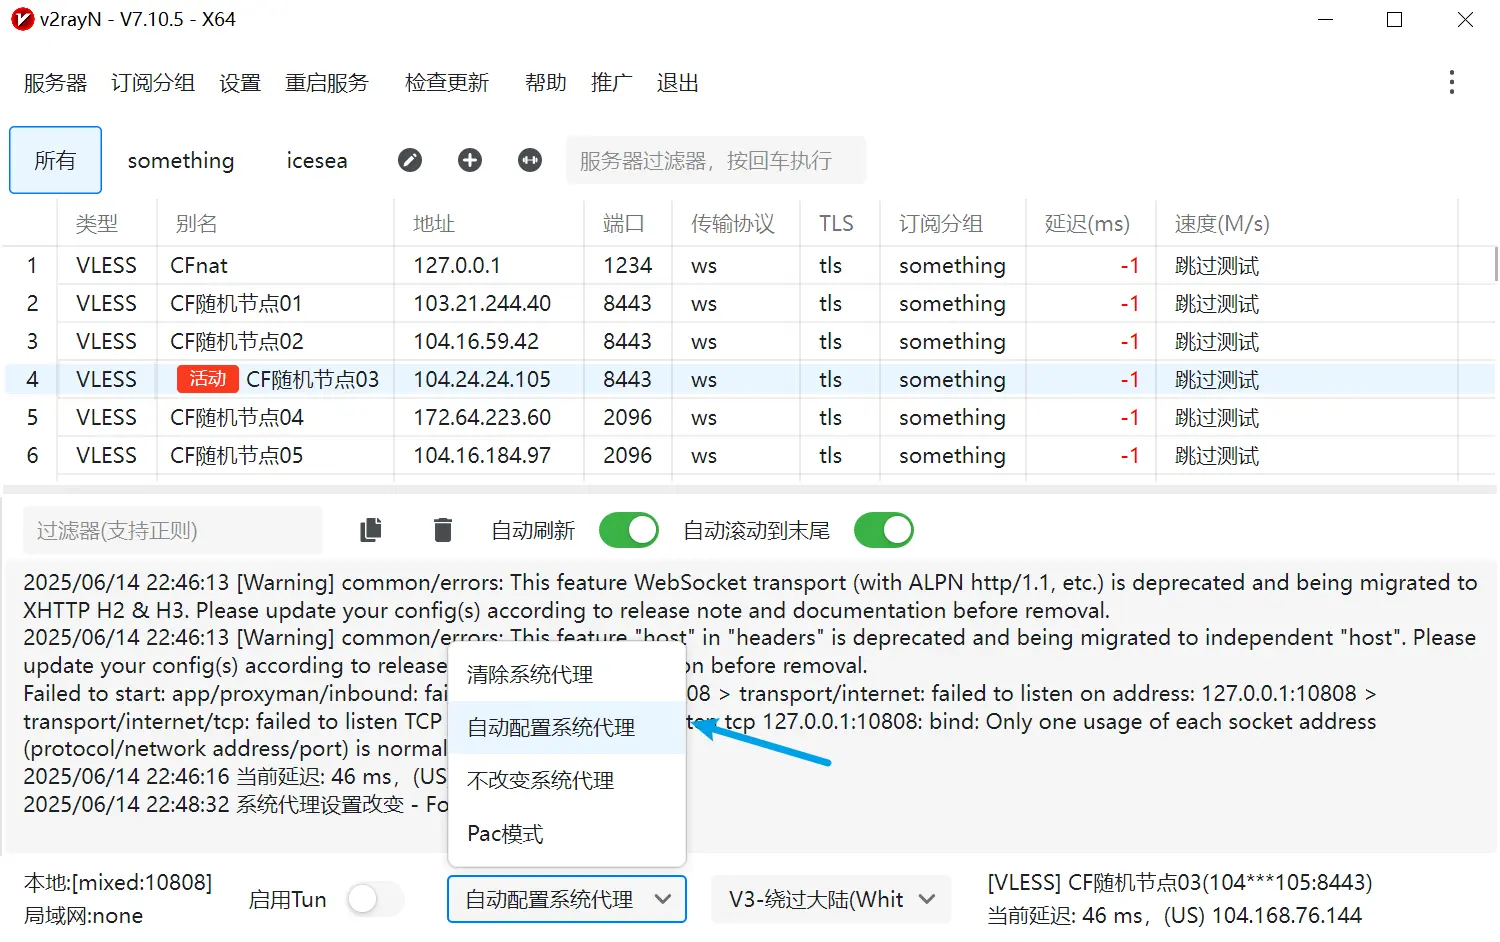 v2rayN - V7.10.5 - X64
服务器 订阅分组 设置 重启服务 检查更新 帮助 推广 退出
所有 something icesea 服务器过滤器，按回车执行
类型 别名 地址 端口 传输协议 TLS 订阅分组 延迟(ms) 速度(M/s)
1 VLESS CFnat 127.0.0.1 1234 ws tls something -1 跳过测试
2 VLESS CF随机节点01 103.21.244.40 8443 ws tls something -1 跳过测试
3 VLESS CF随机节点02 104.16.59.42 8443 ws tls something -1 跳过测试
4 VLESS 活动 CF随机节点03 104.24.24.105 8443 ws tls something -1 跳过测试
5 VLESS CF随机节点04 172.64.223.60 2096 ws tls something -1 跳过测试
6 VLESS CF随机节点05 104.16.184.97 2096 ws tls something -1 跳过测试
过滤器(支持正则) 自动刷新 自动滚动到末尾
2025/06/14 22:46:13 [Warning] common/errors: This feature WebSocket transport (with ALPN http/1.1, etc.) is deprecated and being migrated to
XHTTP H2 & H3. Please update your config(s) according to release note and documentation before removal.
2025/06/14 22:46:13 [Warning] common/errors: This feature "host" in "headers" is deprecated and being migrated to independent "host". Please
update your config(s) according to release on before removal.
Failed to start: app/proxyman/inbound: fai 08 > transport/internet: failed to listen on address: 127.0.0.1:10808 >
transport/internet/tcp: failed to listen TCP tcp 127.0.0.1:10808: bind: Only one usage of each socket address
(protocol/network address/port) is normal
2025/06/14 22:46:16 当前延迟: 46 ms，(US
2025/06/14 22:48:32 系统代理设置改变 - Fo
清除系统代理
自动配置系统代理
不改变系统代理
Pac模式
本地:[mixed:10808]
局域网:none
启用Tun
自动配置系统代理
V3-绕过大陆(Whit
[VLESS] CF随机节点03(104***105:8443)
当前延迟: 46 ms，(US) 104.168.76.144